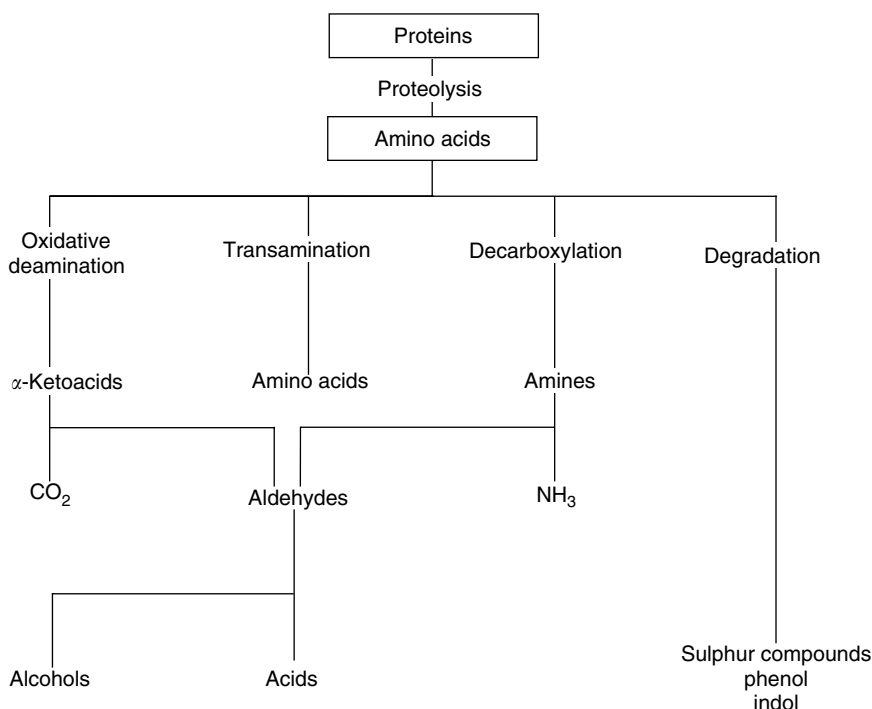 Proteins
Proteolysis
Amino acids
Oxidative
deamination
Transamination
Decarboxylation
Degradation
α-Ketoacids
Amino acids
Amines
CO2
Aldehydes
NH3
Alcohols
Acids
Sulphur compounds
phenol
indol